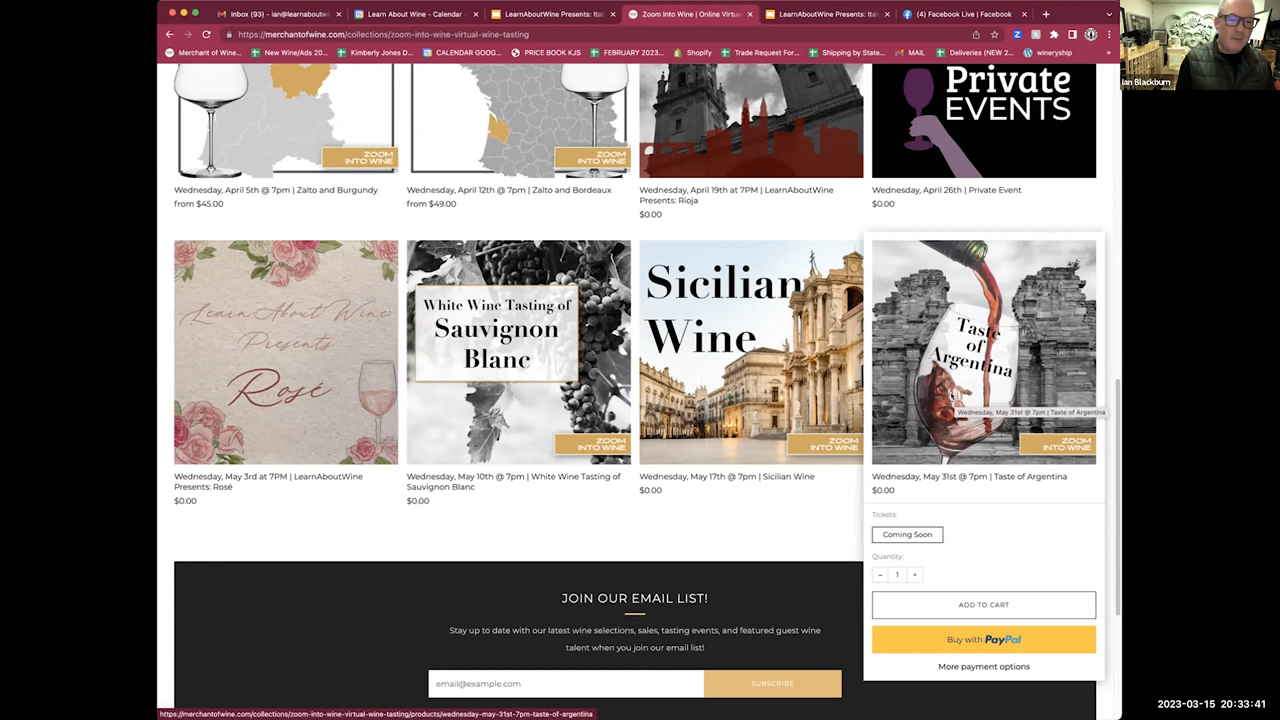 Inbox (93) - ian@learnaboutwi
Learn About Wine - Calendar
LearnAboutWine Presents: Ital
Zoom Into Wine | Online Virtua
LearnAboutWine Presents: Ital
(4) Facebook Live | Facebook
https://merchantofwine.com/collections/zoom-into-wine-virtual-wine-tasting
Merchant of Wine...
New Wine/Ads 20...
Kimberly Jones D...
CALENDAR GOOG...
PRICE BOOK KJS
FEBRUARY 2023...
Shopify
Trade Request For...
Shipping by State...
MAIL
Deliveries (NEW 2...
wineryship
»
Ian Blackburn
ZOOM
INTO WINE
ZOOM
INTO WINE
Private
EVENTS
Wednesday, April 5th @ 7pm | Zalto and Burgundy
from $45.00
Wednesday, April 12th @ 7pm | Zalto and Bordeaux
from $49.00
Wednesday, April 19th at 7PM | LearnAboutWine
Presents: Rioja
$0.00
Wednesday, April 26th | Private Event
$0.00
Learn About Wine
Presents
Rosé
White Wine Tasting of
Sauvignon
Blanc
ZOOM
INTO WINE
Sicilian
Wine
ZOOM
INTO WINE
Taste
of
Argentina
Wednesday, May 31st @ 7pm | Taste of Argentina
ZOOM
INTO WINE
Wednesday, May 3rd at 7PM | LearnAboutWine
Presents: Rosé
$0.00
Wednesday, May 10th @ 7pm | White Wine Tasting of
Sauvignon Blanc
$0.00
Wednesday, May 17th @ 7pm | Sicilian Wine
$0.00
Wednesday, May 31st @ 7pm | Taste of Argentina
$0.00
Tickets:
Coming Soon
Quantity:
− 1 +
ADD TO CART
Buy with PayPal
More payment options
JOIN OUR EMAIL LIST!
Stay up to date with our latest wine selections, sales, tasting events, and featured guest wine
talent when you join our email list!
email@example.com
SUBSCRIBE
https://merchantofwine.com/collections/zoom-into-wine-virtual-wine-tasting/products/wednesday-may-31st-7pm-taste-of-argentina
2023-03-15 20:33:41